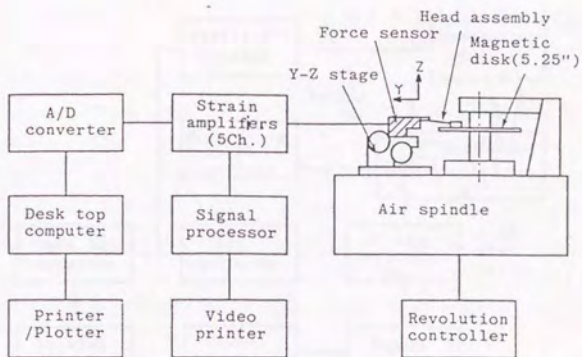 Head assembly
Force sensor
Magnetic
disk(5.25")
Y-Z stage
Z
Y
A/D
converter
Strain
amplifiers
(5Ch.)
Desk top
computer
Signal
processor
Air spindle
Printer
/Plotter
Video
printer
Revolution
controller